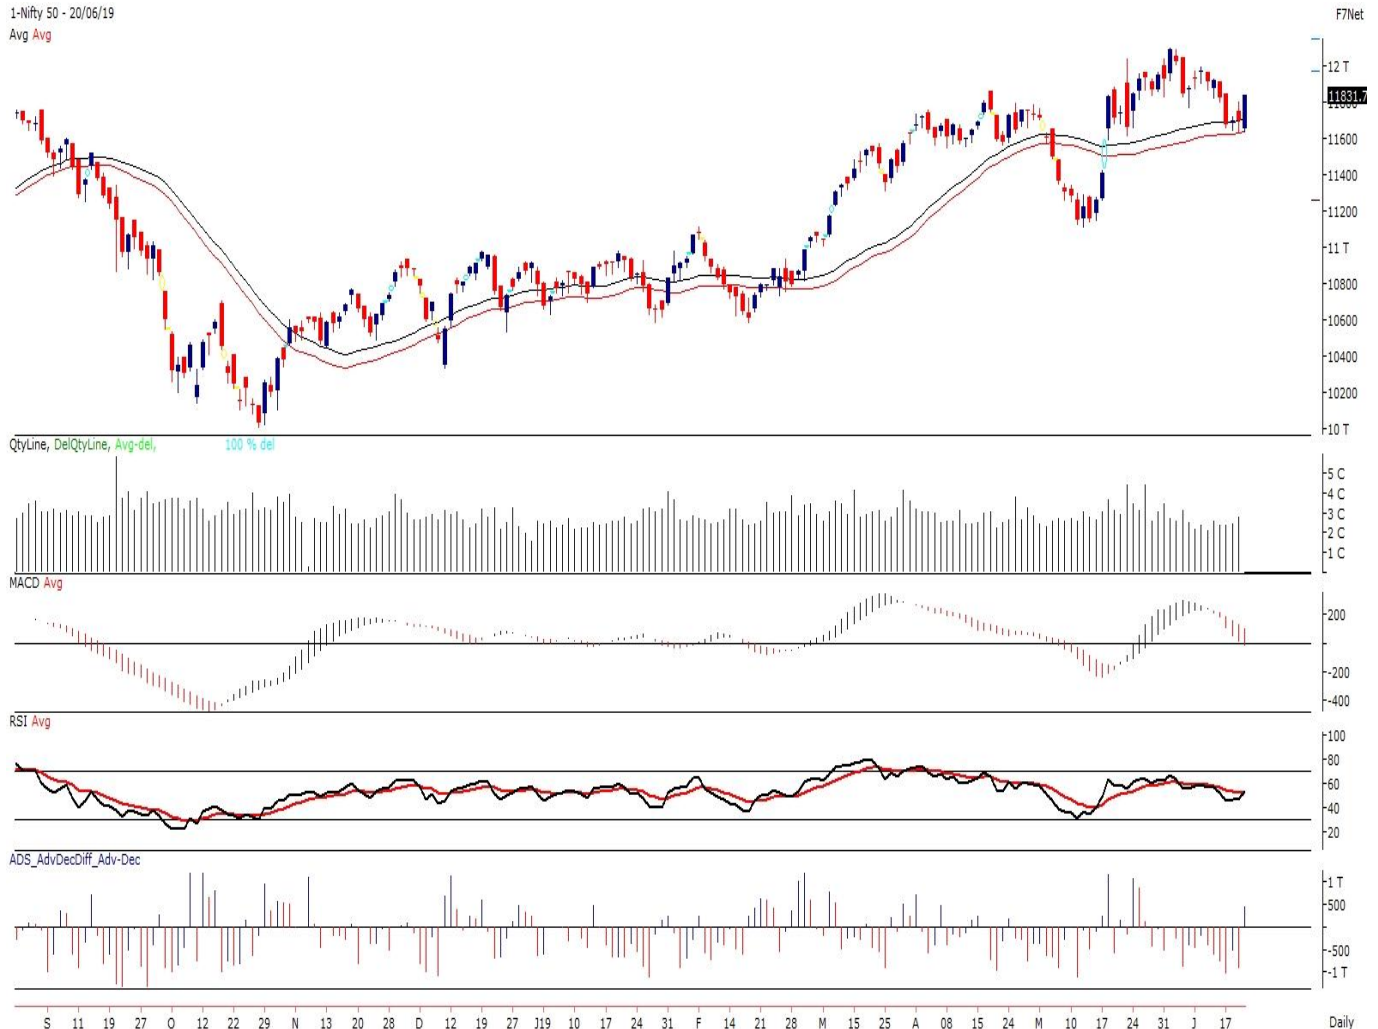 1-Nifty 50 - 20/06/19
F7Net
Avg Avg
12 T
11831.7
11600
11400
11200
11 T
10800
10600
10400
10200
10 T
QtyLine, DelQtyLine, Avg-del, 100 % del
5 C
4 C
3 C
2 C
1 C
MACD Avg
200
-200
-400
RSI Avg
100
80
60
40
20
ADS_AdvDecDiff_Adv-Dec
1 T
500
-500
-1 T
S 11 19 27 O 12 22 29 N 13 20 28 D 12 19 27 J19 10 17 24 31 F 14 21 28 M 15 25 A 08 15 24 M 10 17 24 31 J 17 Daily